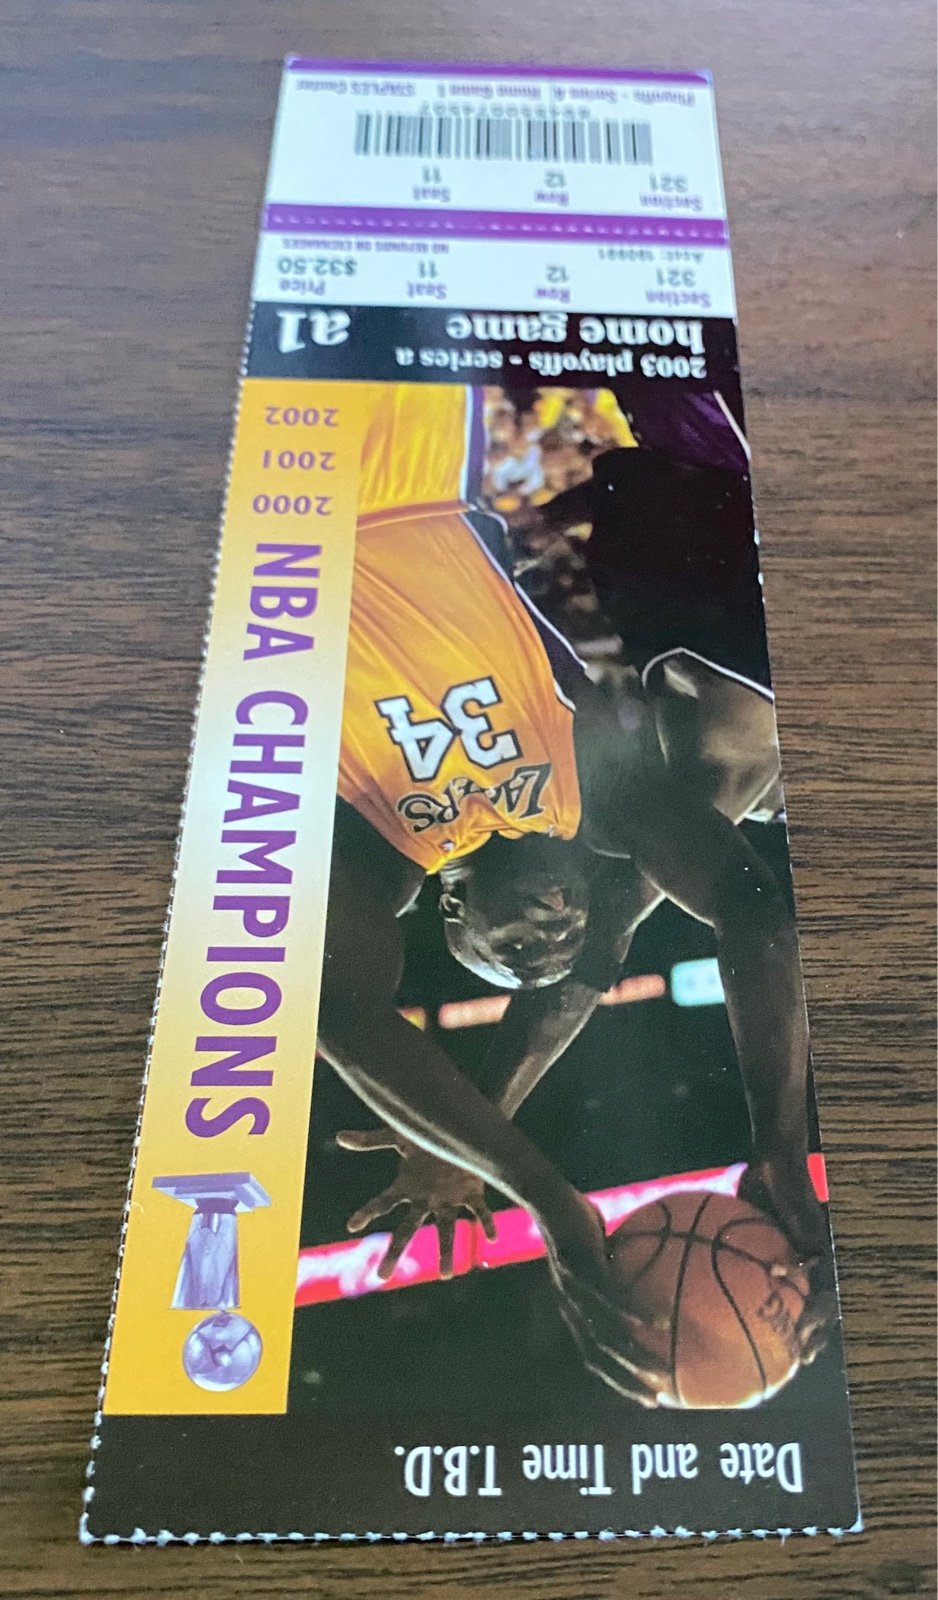 Date and Time T.B.D.
NBA CHAMPIONS
2000
2001
2002
LAKERS
34
2003 playoffs - series a
home game
a1
Section Row Seat Price
321 12 11 $32.50
NO REFUNDS OR EXCHANGES
Section Row Seat
321 12 11
Playoffs - Series A, Home Game 1 STAPLES Center